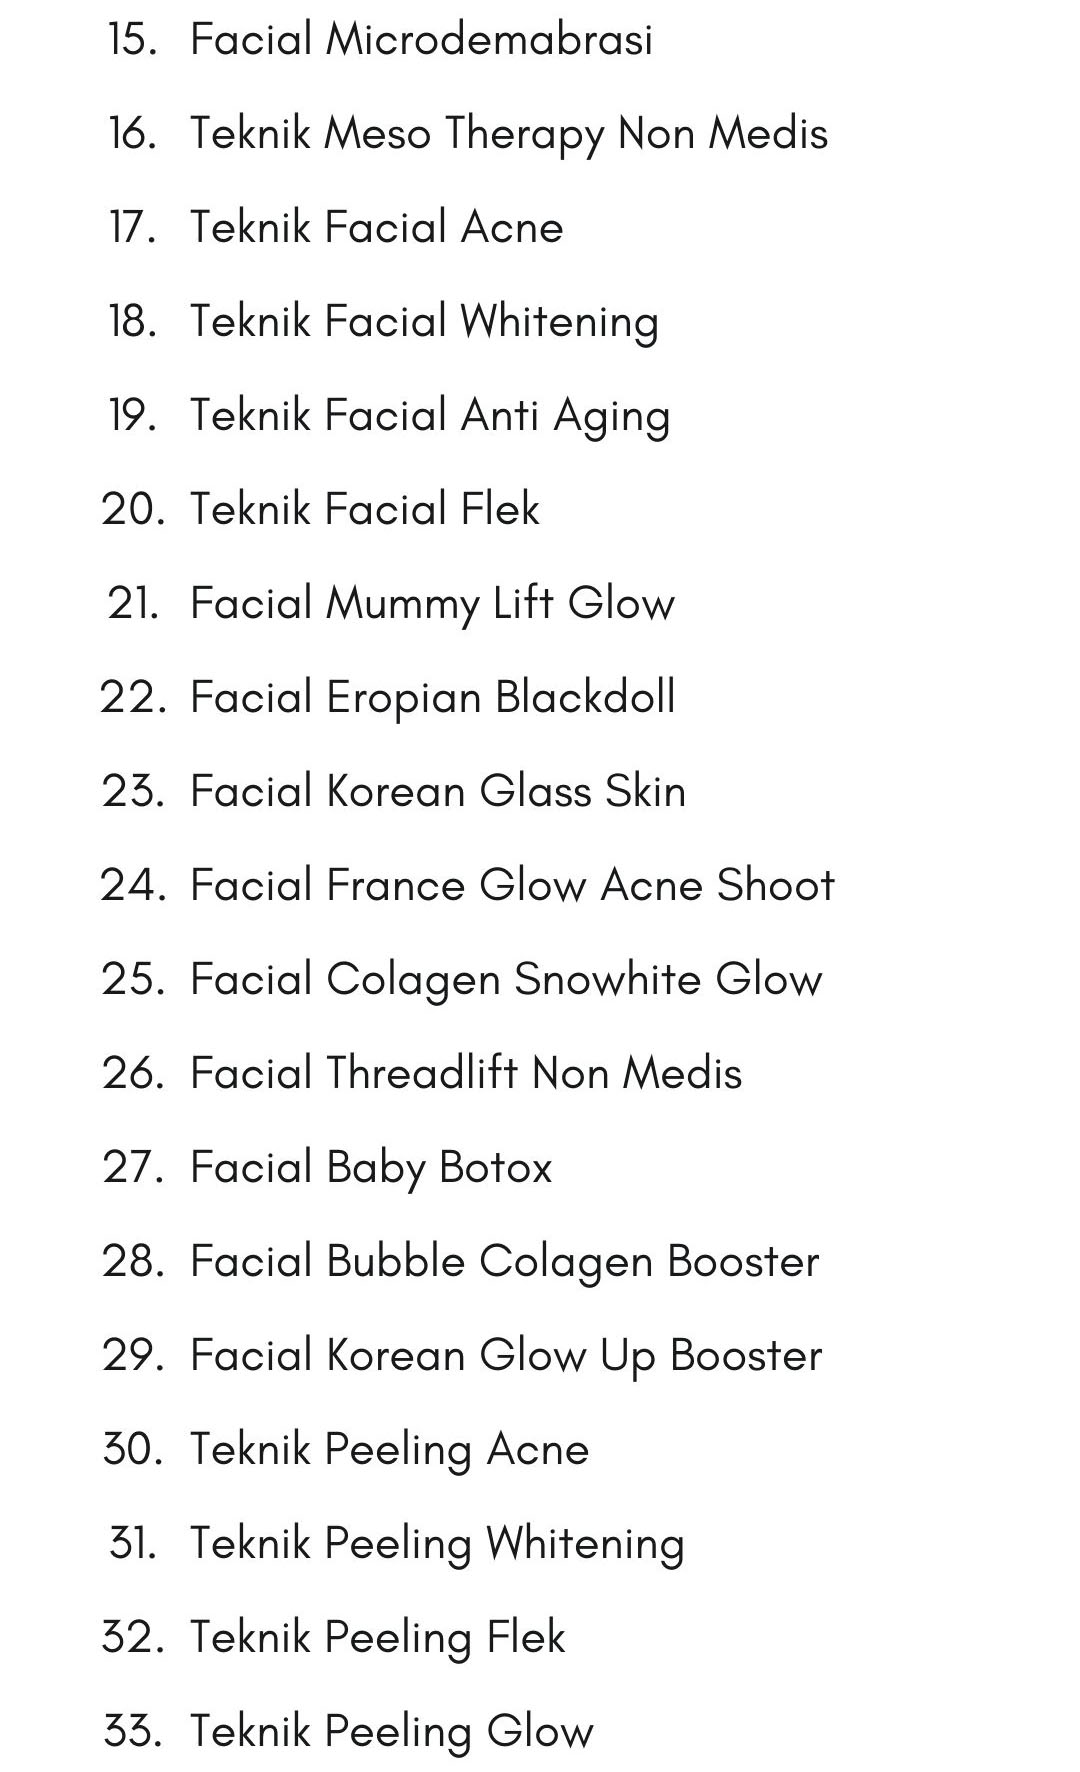 15. Facial Microdemabrasi
16. Teknik Meso Therapy Non Medis
17. Teknik Facial Acne
18. Teknik Facial Whitening
19. Teknik Facial Anti Aging
20. Teknik Facial Flek
21. Facial Mummy Lift Glow
22. Facial Eropian Blackdoll
23. Facial Korean Glass Skin
24. Facial France Glow Acne Shoot
25. Facial Colagen Snowhite Glow
26. Facial Threadlift Non Medis
27. Facial Baby Botox
28. Facial Bubble Colagen Booster
29. Facial Korean Glow Up Booster
30. Teknik Peeling Acne
31. Teknik Peeling Whitening
32. Teknik Peeling Flek
33. Teknik Peeling Glow